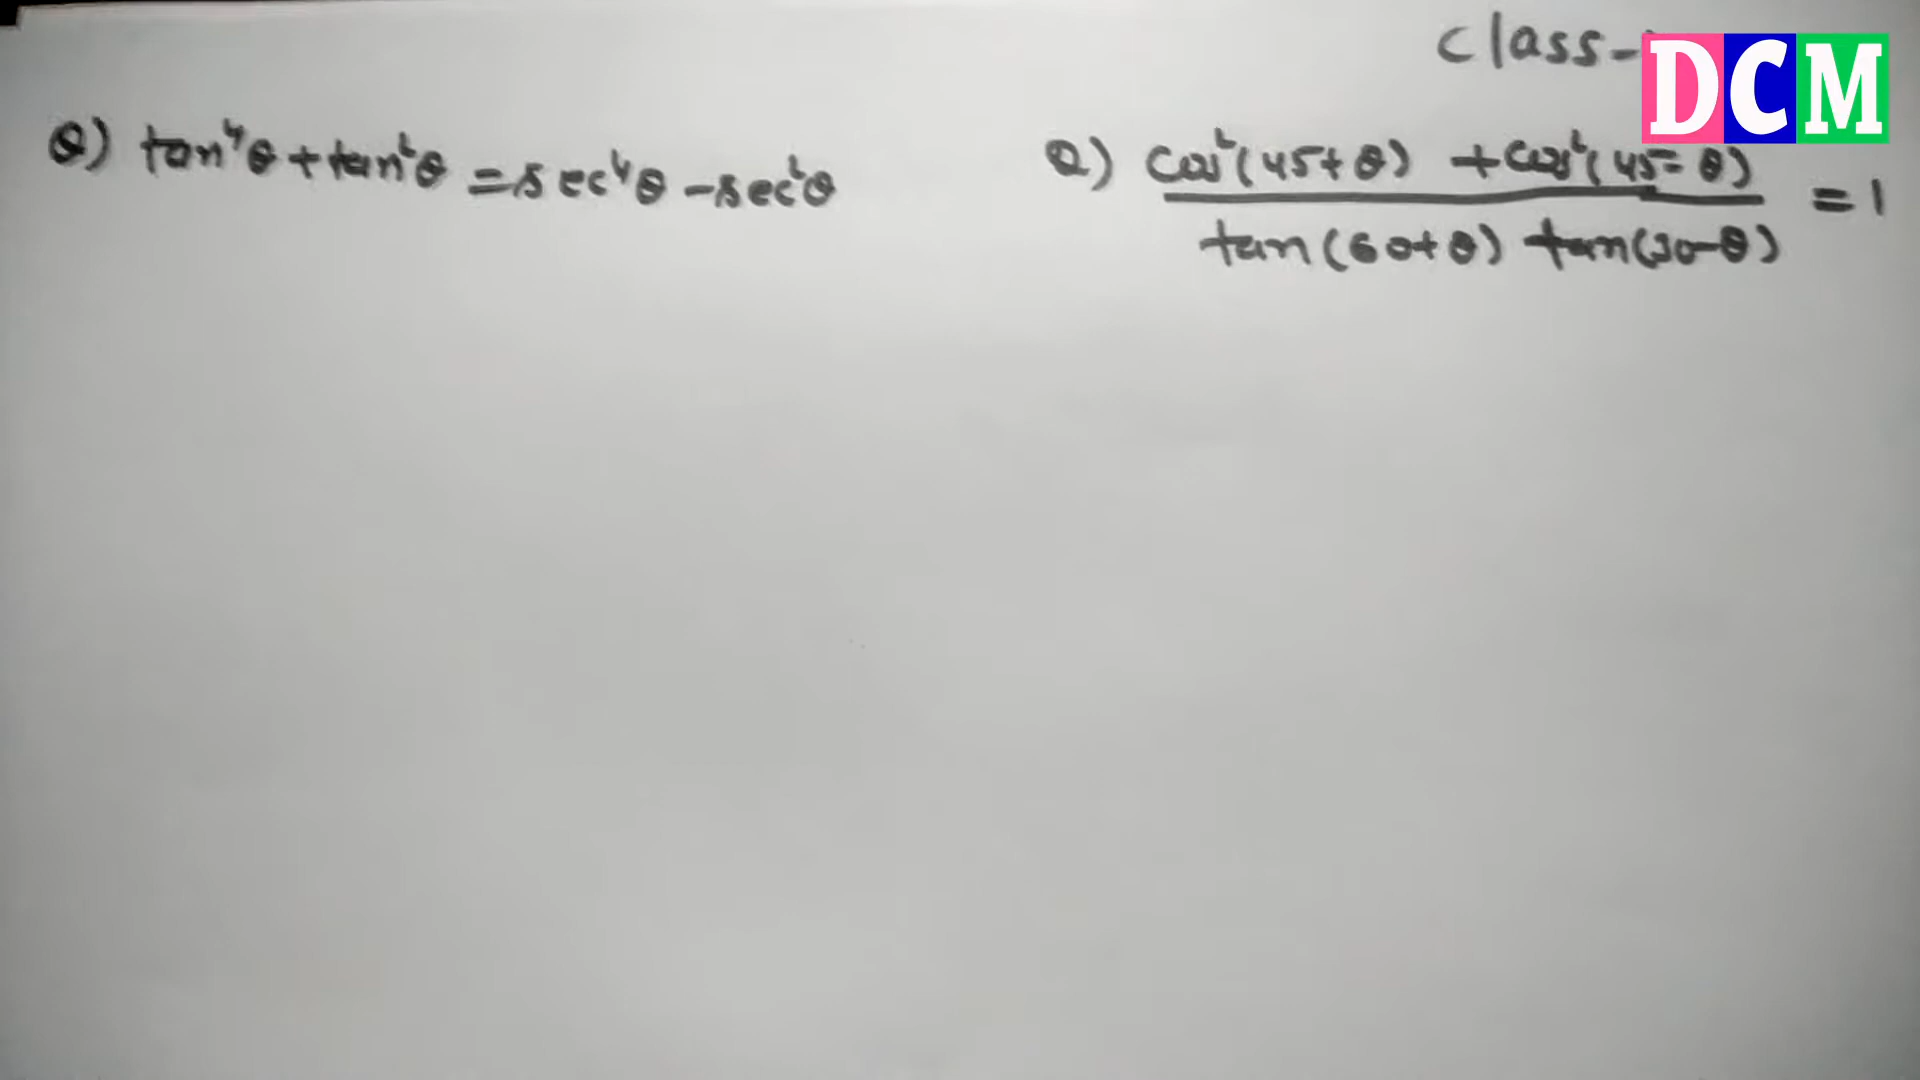 class-
DCM
Q) tan⁴θ + tan²θ = sec⁴θ - sec²θ
Q) cos²(45+θ) + cos²(45-θ) = 1
tan(60+θ) tan(30-θ)